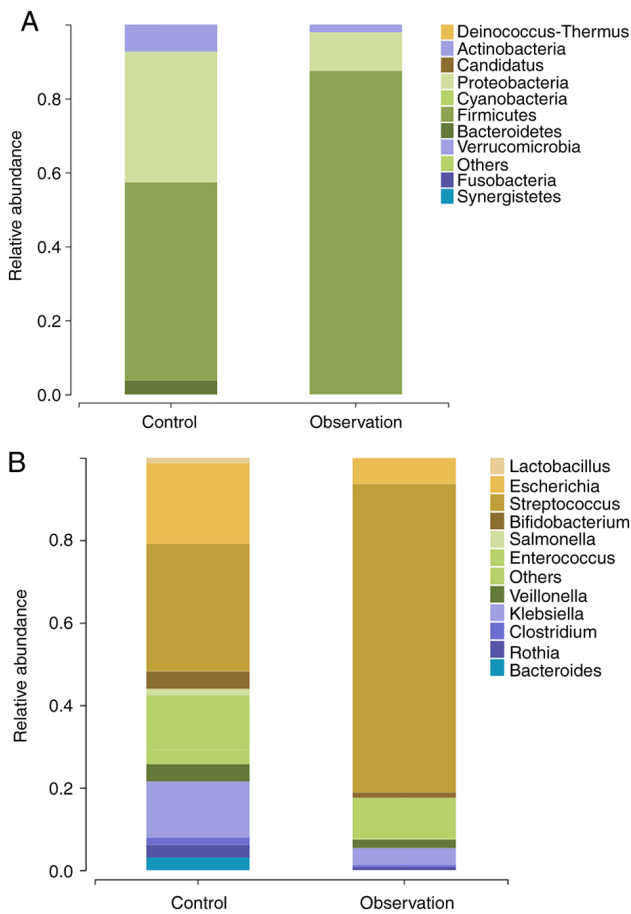 A
Relative abundance
0.8
0.6
0.4
0.2
0.0
Control
Observation
Deinococcus-Thermus
Actinobacteria
Candidatus
Proteobacteria
Cyanobacteria
Firmicutes
Bacteroidetes
Verrucomicrobia
Others
Fusobacteria
Synergistetes
B
Relative abundance
0.8
0.6
0.4
0.2
0.0
Control
Observation
Lactobacillus
Escherichia
Streptococcus
Bifidobacterium
Salmonella
Enterococcus
Others
Veillonella
Klebsiella
Clostridium
Rothia
Bacteroides